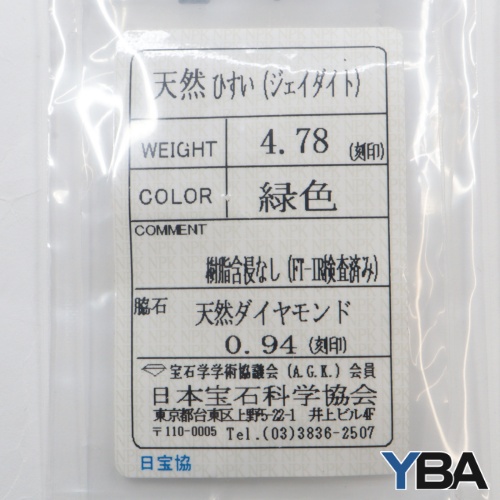 天然 ひすい (ジェイダイト)
WEIGHT 4.78 (刻印)
COLOR 緑色
COMMENT
樹脂含浸なし (FT-IR検査済み)
脇石 天然ダイヤモンド
0.94 (刻印)
宝石学学術協議会 (A.G.K.) 会員
日本宝石科学協会
東京都台東区上野5-22-1 井上ビル4F
〒110-0005 Tel.(03)3836-2507
日宝協
YBA